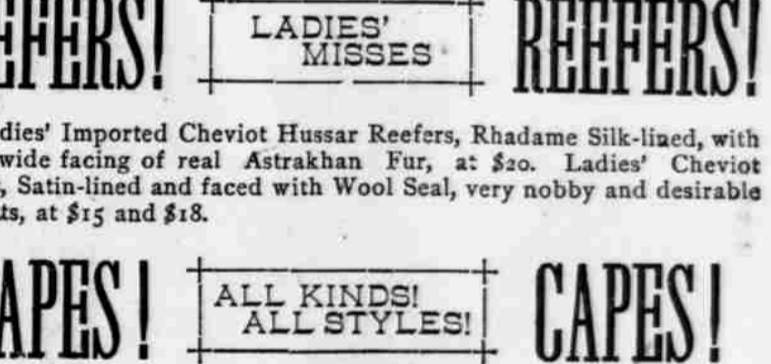 EFERS! LADIES' MISSES REEFERS!
dies' Imported Cheviot Hussar Reefers, Rhadame Silk-lined, with
wide facing of real Astrakhan Fur, at $20. Ladies' Cheviot
, Satin-lined and faced with Wool Seal, very nobby and desirable
ts, at $15 and $18.
APES! ALL KINDS! ALL STYLES! CAPES!